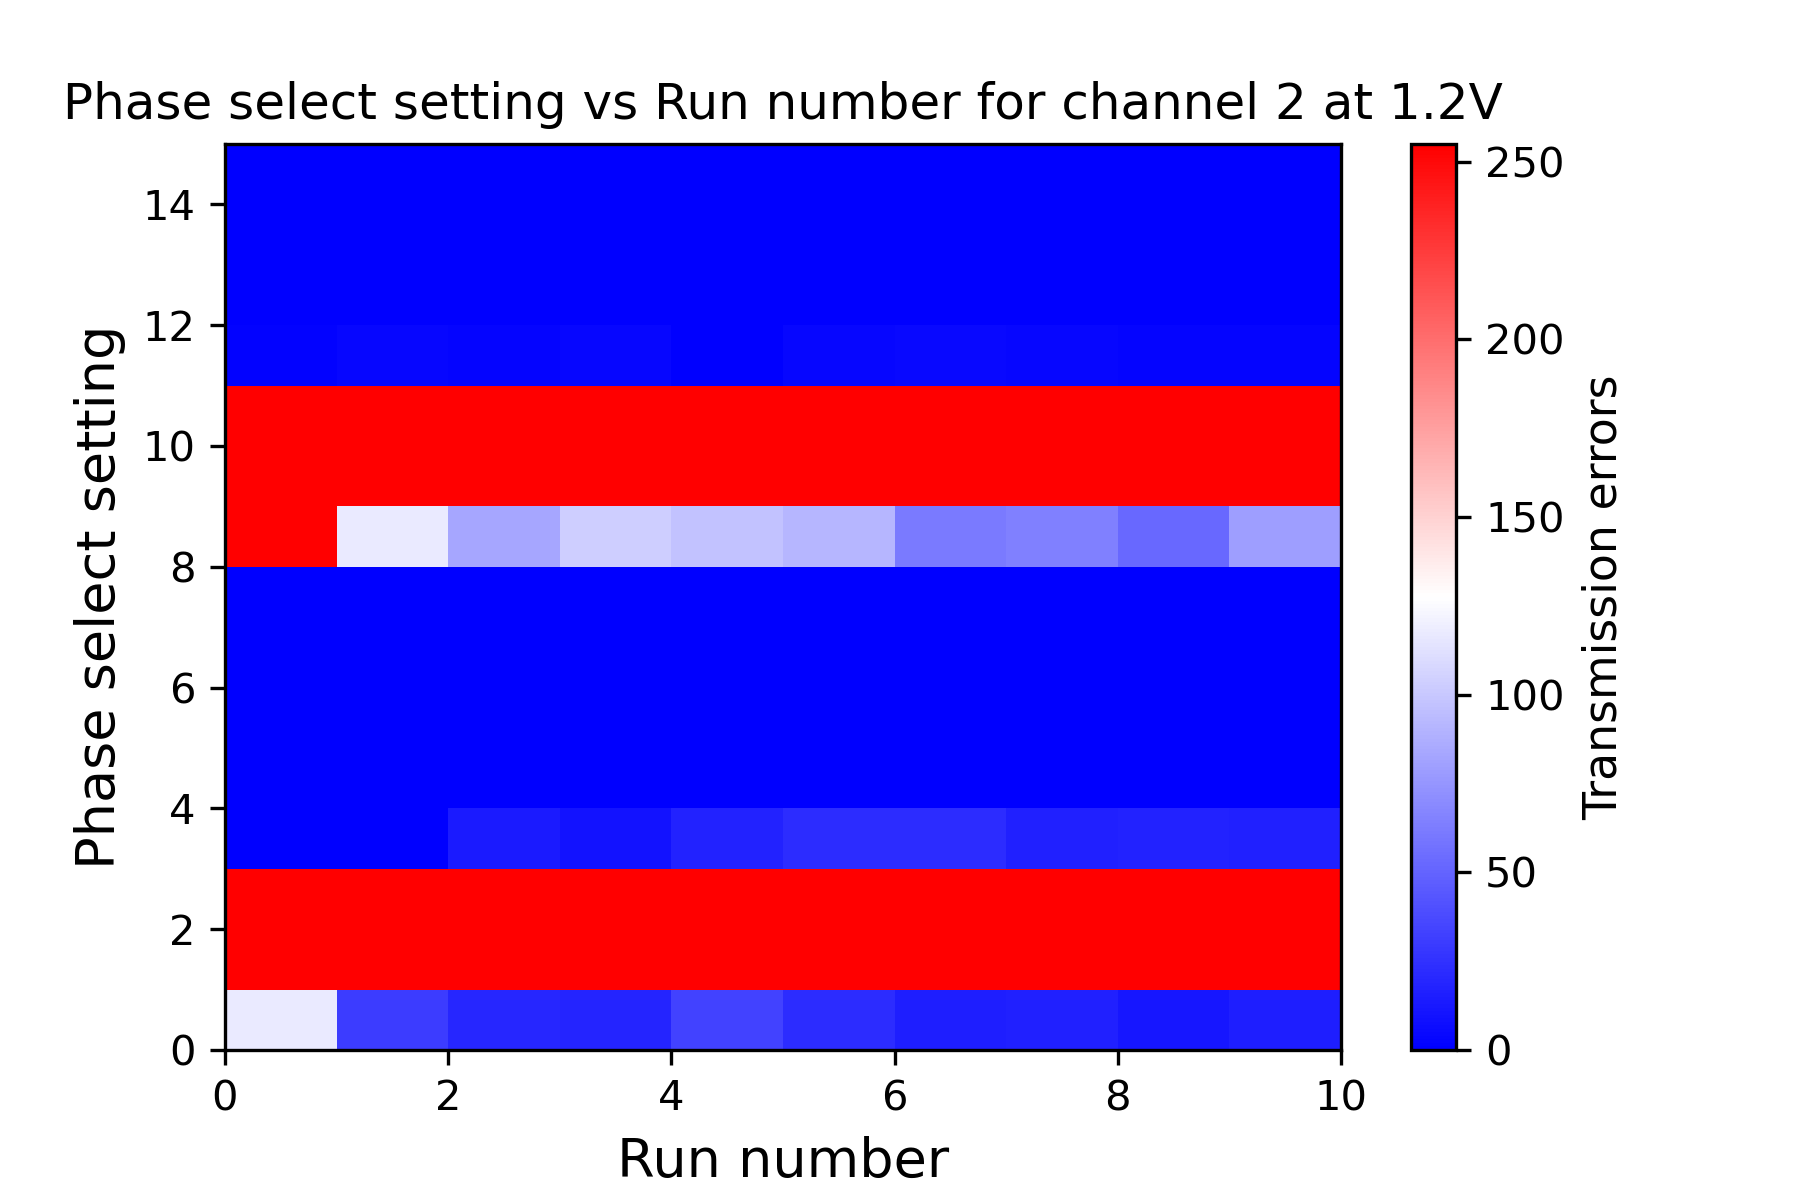 Phase select setting vs Run number for channel 2 at 1.2V
Phase select setting
14
12
10
8
6
4
2
0
0 2 4 6 8 10
Run number
250
200
150
100
50
0
Transmission errors